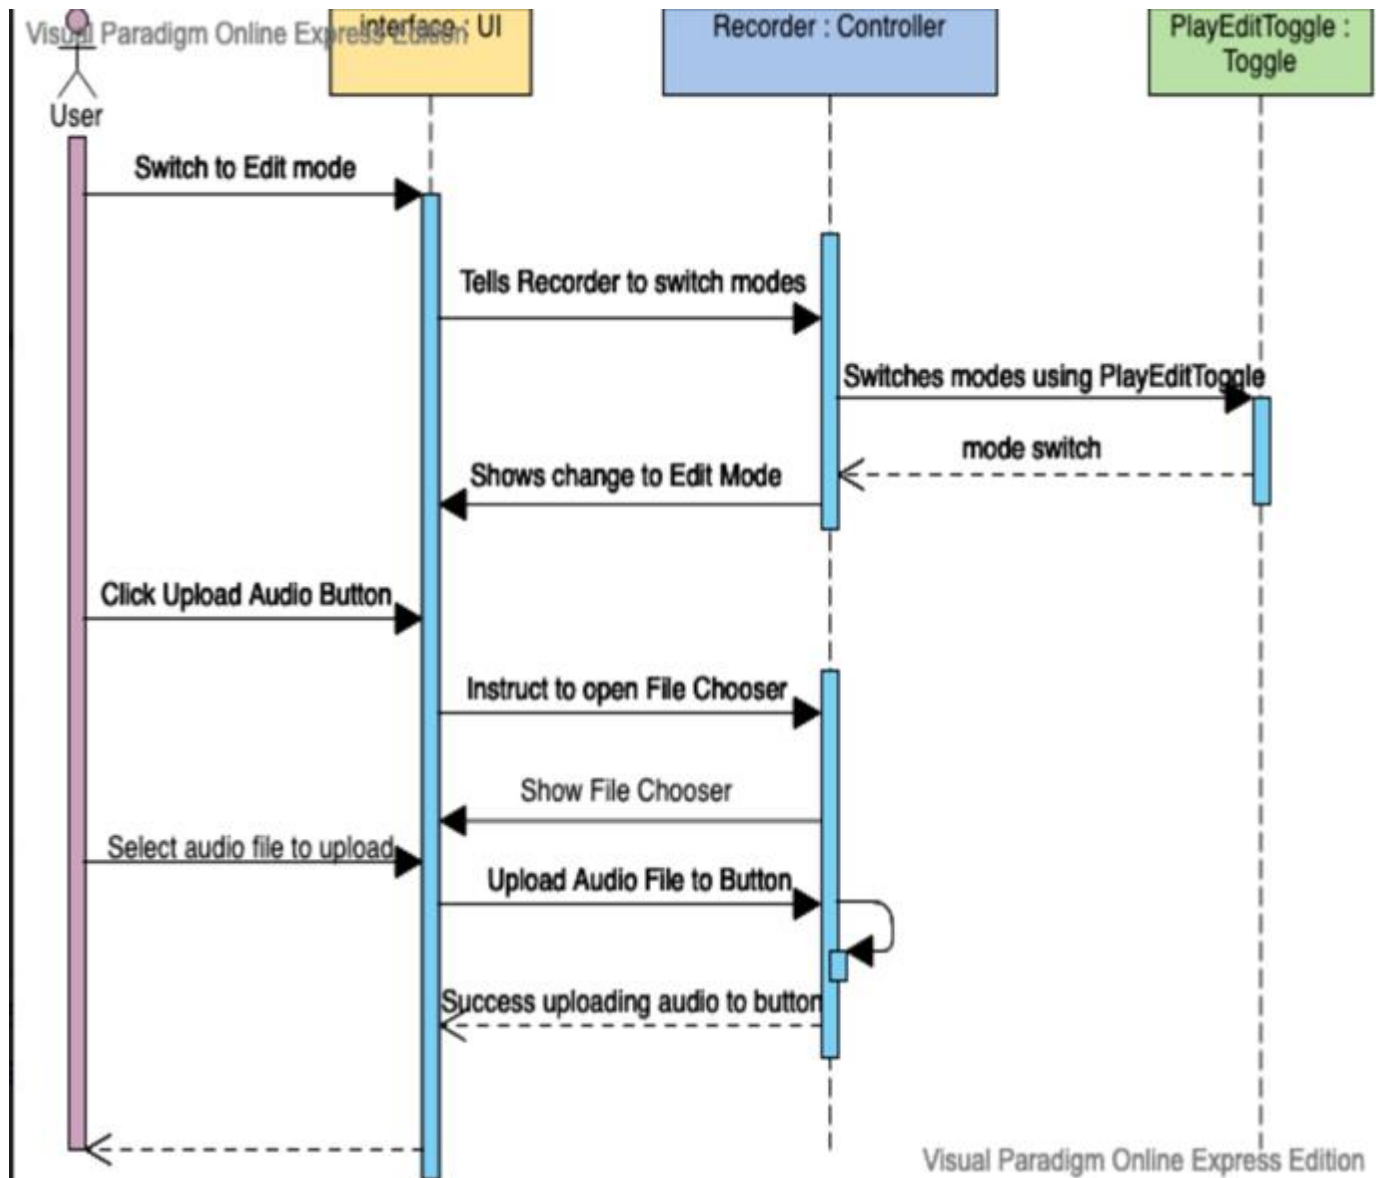 Visual Paradigm Online Express Edition
interface : UI
Recorder : Controller
PlayEditToggle :
Toggle
User
Switch to Edit mode
Tells Recorder to switch modes
Switches modes using PlayEditToggle
mode switch
Shows change to Edit Mode
Click Upload Audio Button
Instruct to open File Chooser
Show File Chooser
Select audio file to upload
Upload Audio File to Button
Success uploading audio to button
Visual Paradigm Online Express Edition